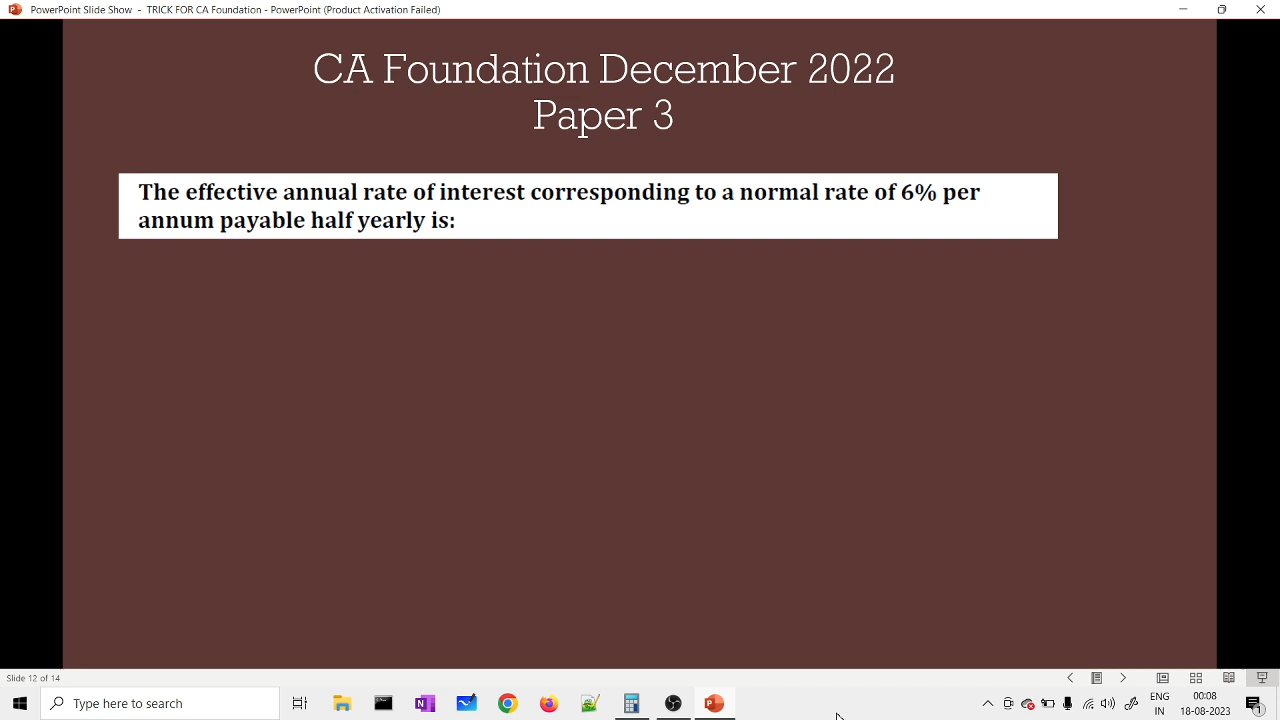 PowerPoint Slide Show - TRICK FOR CA Foundation - PowerPoint (Product Activation Failed)
CA Foundation December 2022
Paper 3
The effective annual rate of interest corresponding to a normal rate of 6% per
annum payable half yearly is:
Slide 12 of 14
Type here to search
ENG
IN
00:08
18-08-2023
1